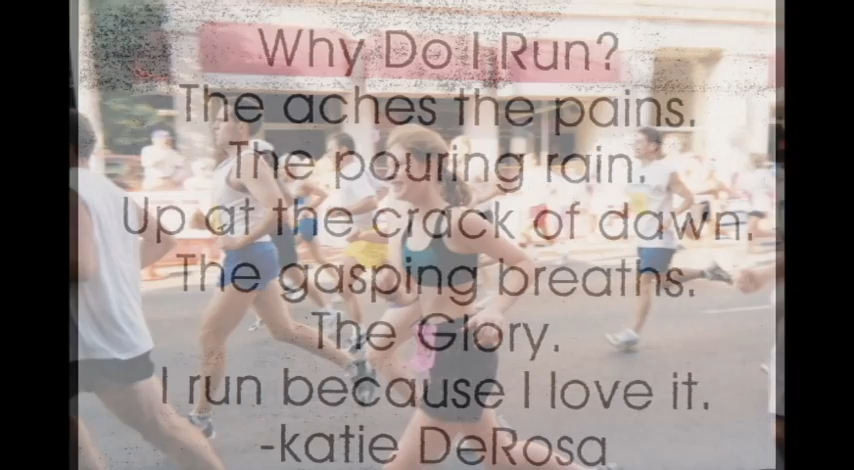 Why Do I Run?
The aches the pains.
The pouring rain.
Up at the crack of dawn.
The gasping breaths.
The Glory.
I run because I love it.
-katie DeRosa